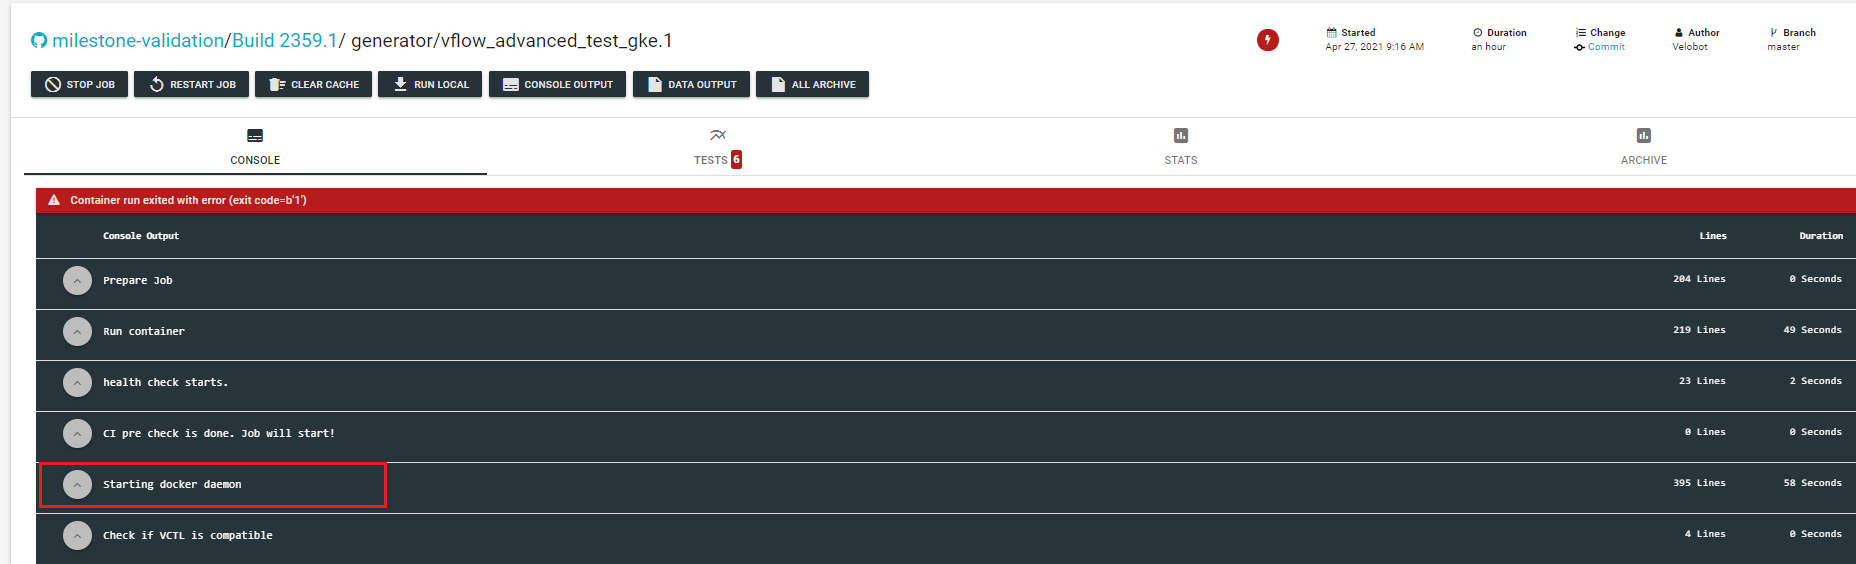 milestone-validation/Build 2359.1/ generator/vflow_advanced_test_gke.1
Started
Apr 27, 2021 9:16 AM
Duration
an hour
Change
Commit
Author
Velobot
Branch
master
STOP JOB
RESTART JOB
CLEAR CACHE
RUN LOCAL
CONSOLE OUTPUT
DATA OUTPUT
ALL ARCHIVE
CONSOLE
TESTS 6
STATS
ARCHIVE
Container run exited with error (exit code=b'1')
Console Output Lines Duration
Prepare Job 204 Lines 0 Seconds
Run container 219 Lines 49 Seconds
health check starts. 23 Lines 2 Seconds
CI pre check is done. Job will start! 0 Lines 0 Seconds
Starting docker daemon 395 Lines 58 Seconds
Check if VCTL is compatible 4 Lines 0 Seconds